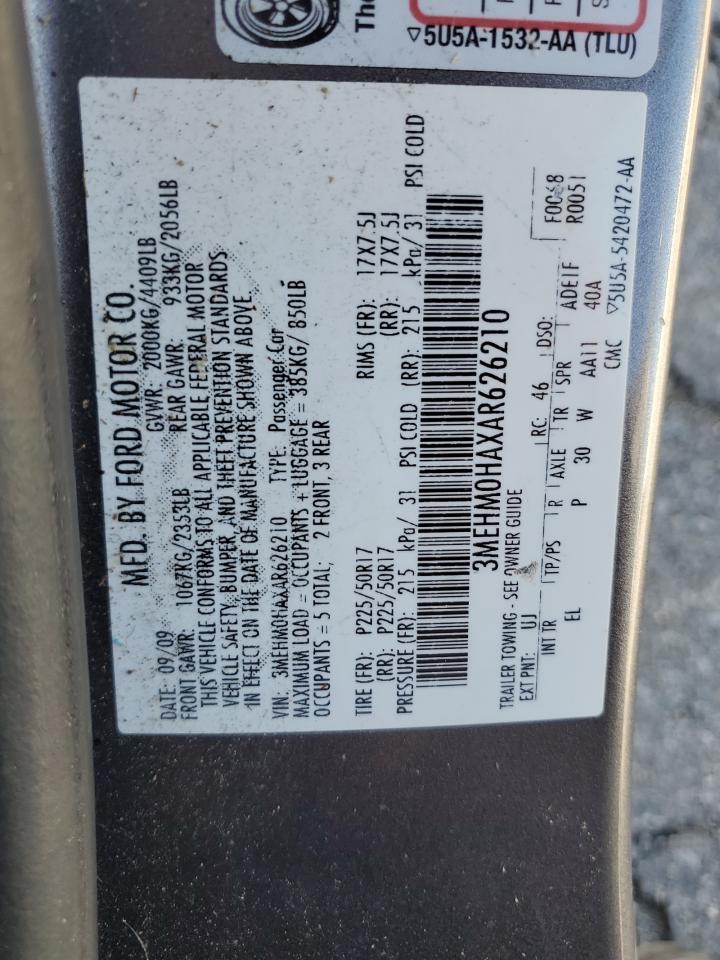 The
▽5U5A-1532-AA (TLU)
MFD. BY FORD MOTOR CO.
DATE: 09/09 GVWR: 2000KG/4409LB
FRONT GAWR: 1067KG/2353LB REAR GAWR: 933KG/2056LB
THIS VEHICLE CONFORMS TO ALL APPLICABLE FEDERAL MOTOR
VEHICLE SAFETY, BUMPER, AND THEFT PREVENTION STANDARDS
IN EFFECT ON THE DATE OF MANUFACTURE SHOWN ABOVE
VIN: 3MEHM0HAXAR626210 TYPE: Passenger Car
MAXIMUM LOAD = OCCUPANTS + LUGGAGE = 385KG/ 850LB
OCCUPANTS = 5 TOTAL; 2 FRONT, 3 REAR
TIRE (FR): P225/50R17 RIMS (FR): 17X7.5J
(RR): P225/50R17 (RR): 17X7.5J
PRESSURE (FR): 215 kPa/ 31 PSI COLD (RR): 215 kPa/ 31 PSI COLD
3MEHM0HAXAR626210
TRAILER TOWING - SEE OWNER GUIDE
F0068
EXT PNT: UJ RC: 46 DSO: R0051
INT TR TP/PS R AXLE TR SPR ADE1F
EL P 30 W AA11 40A
CMC ▽5U5A-5420472-AA